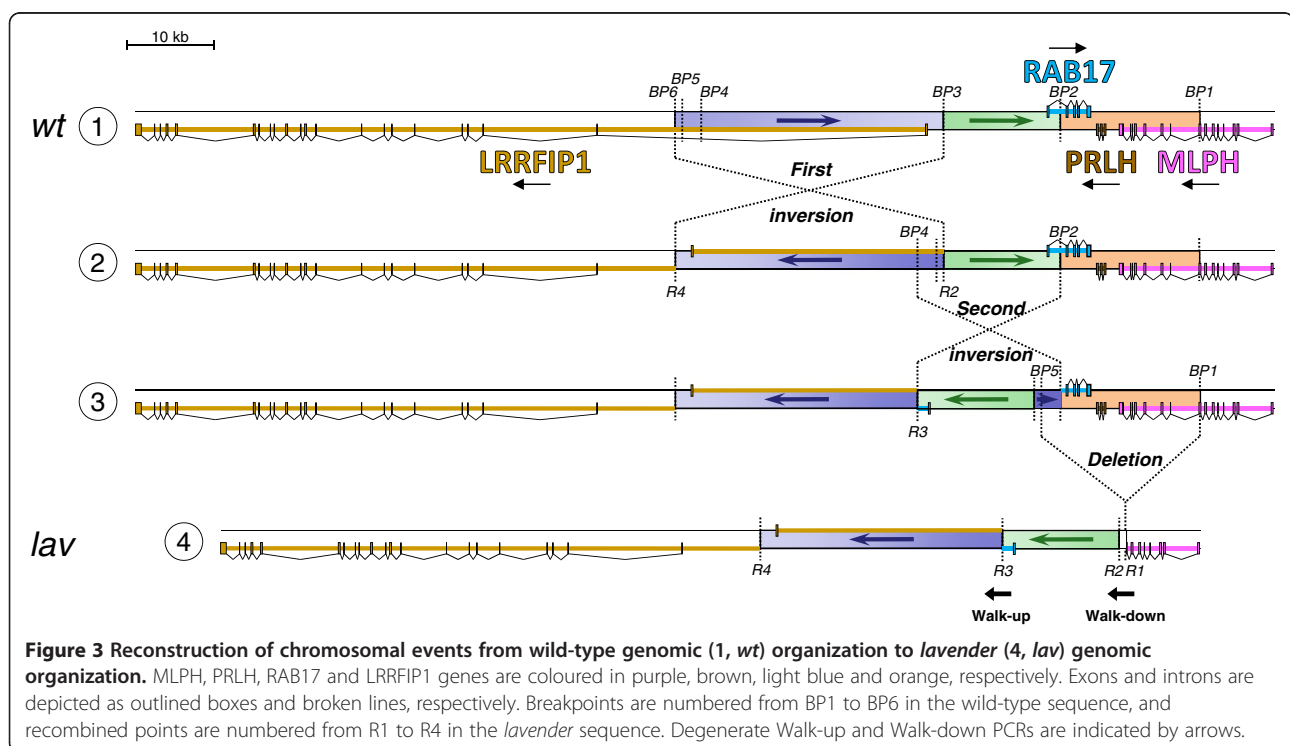 10 kb
RAB17
BP5
BP6 BP4 BP3 BP2 BP1
wt 1
LRRFIP1 PRLH MLPH
First
inversion
BP4 BP2
2
R4 R2
Second
inversion
BP5 BP1
3
R3
Deletion
lav 4
R4 R3 R2 R1
Walk-up Walk-down
Figure 3 Reconstruction of chromosomal events from wild-type genomic (1, wt) organization to lavender (4, lav) genomic
organization. MLPH, PRLH, RAB17 and LRRFIP1 genes are coloured in purple, brown, light blue and orange, respectively. Exons and introns are
depicted as outlined boxes and broken lines, respectively. Breakpoints are numbered from BP1 to BP6 in the wild-type sequence, and
recombined points are numbered from R1 to R4 in the lavender sequence. Degenerate Walk-up and Walk-down PCRs are indicated by arrows.